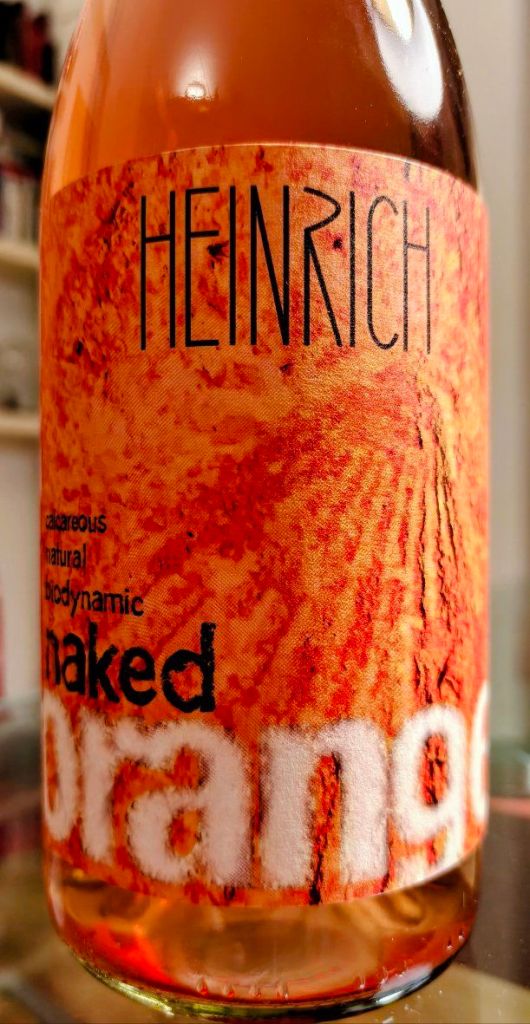 HEINRICH
calcareous
natural
biodynamic
naked
orange